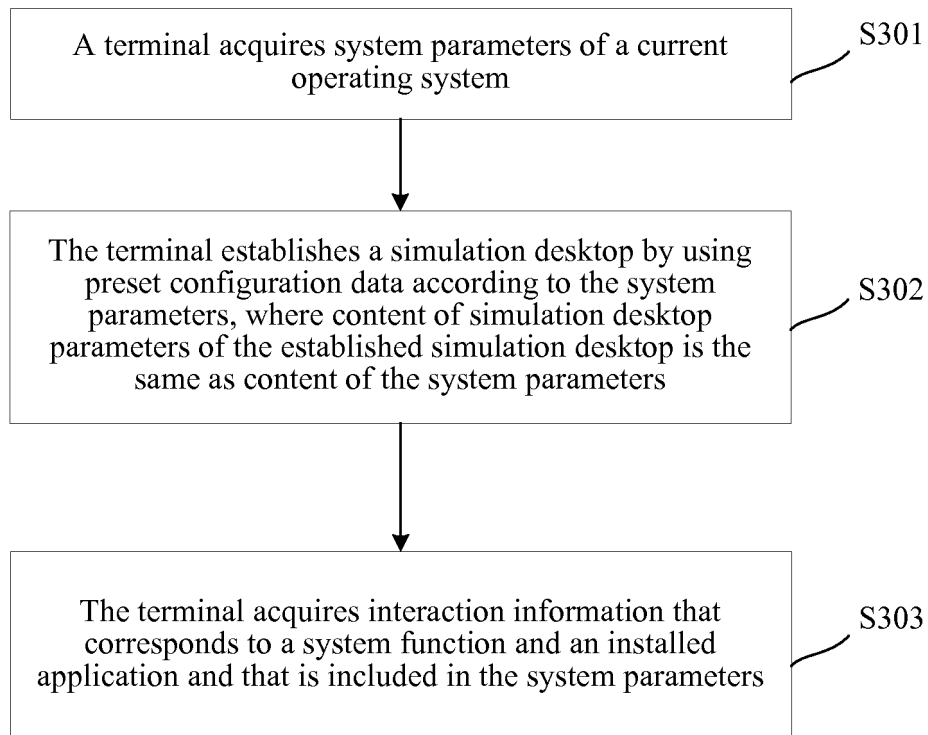 A terminal acquires system parameters of a current
operating system
S301
The terminal establishes a simulation desktop by using
preset configuration data according to the system
parameters, where content of simulation desktop
parameters of the established simulation desktop is the
same as content of the system parameters
S302
The terminal acquires interaction information that
corresponds to a system function and an installed
application and that is included in the system parameters
S303